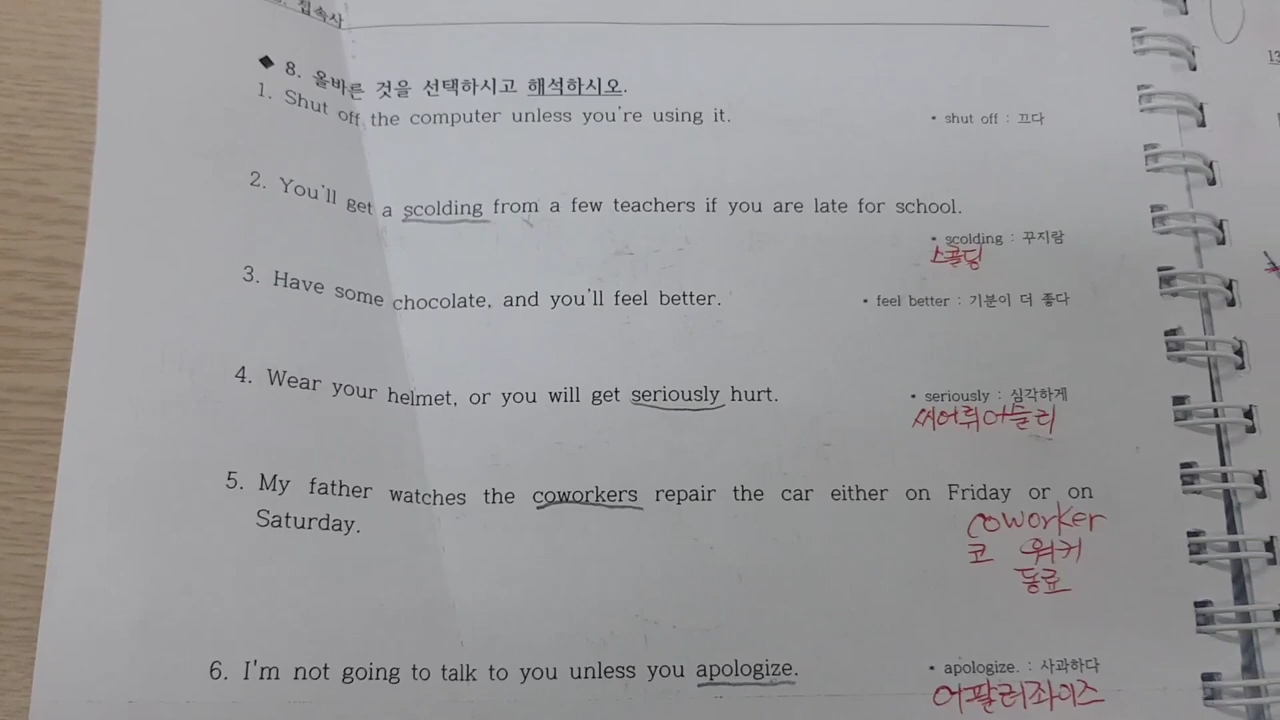 접속사
◆ 8. 올바른 것을 선택하시고 해석하시오.
1. Shut off the computer unless you're using it.
• shut off : 끄다
2. You'll get a scolding from a few teachers if you are late for school.
• scolding : 꾸지람
스콜딩
3. Have some chocolate, and you'll feel better.
• feel better : 기분이 더 좋다
4. Wear your helmet, or you will get seriously hurt.
• seriously : 심각하게
씨어뤼어슬리
5. My father watches the coworkers repair the car either on Friday or on
Saturday.
coworker
코 워커
동료
6. I'm not going to talk to you unless you apologize.
• apologize. : 사과하다
어팔러좌이즈
13